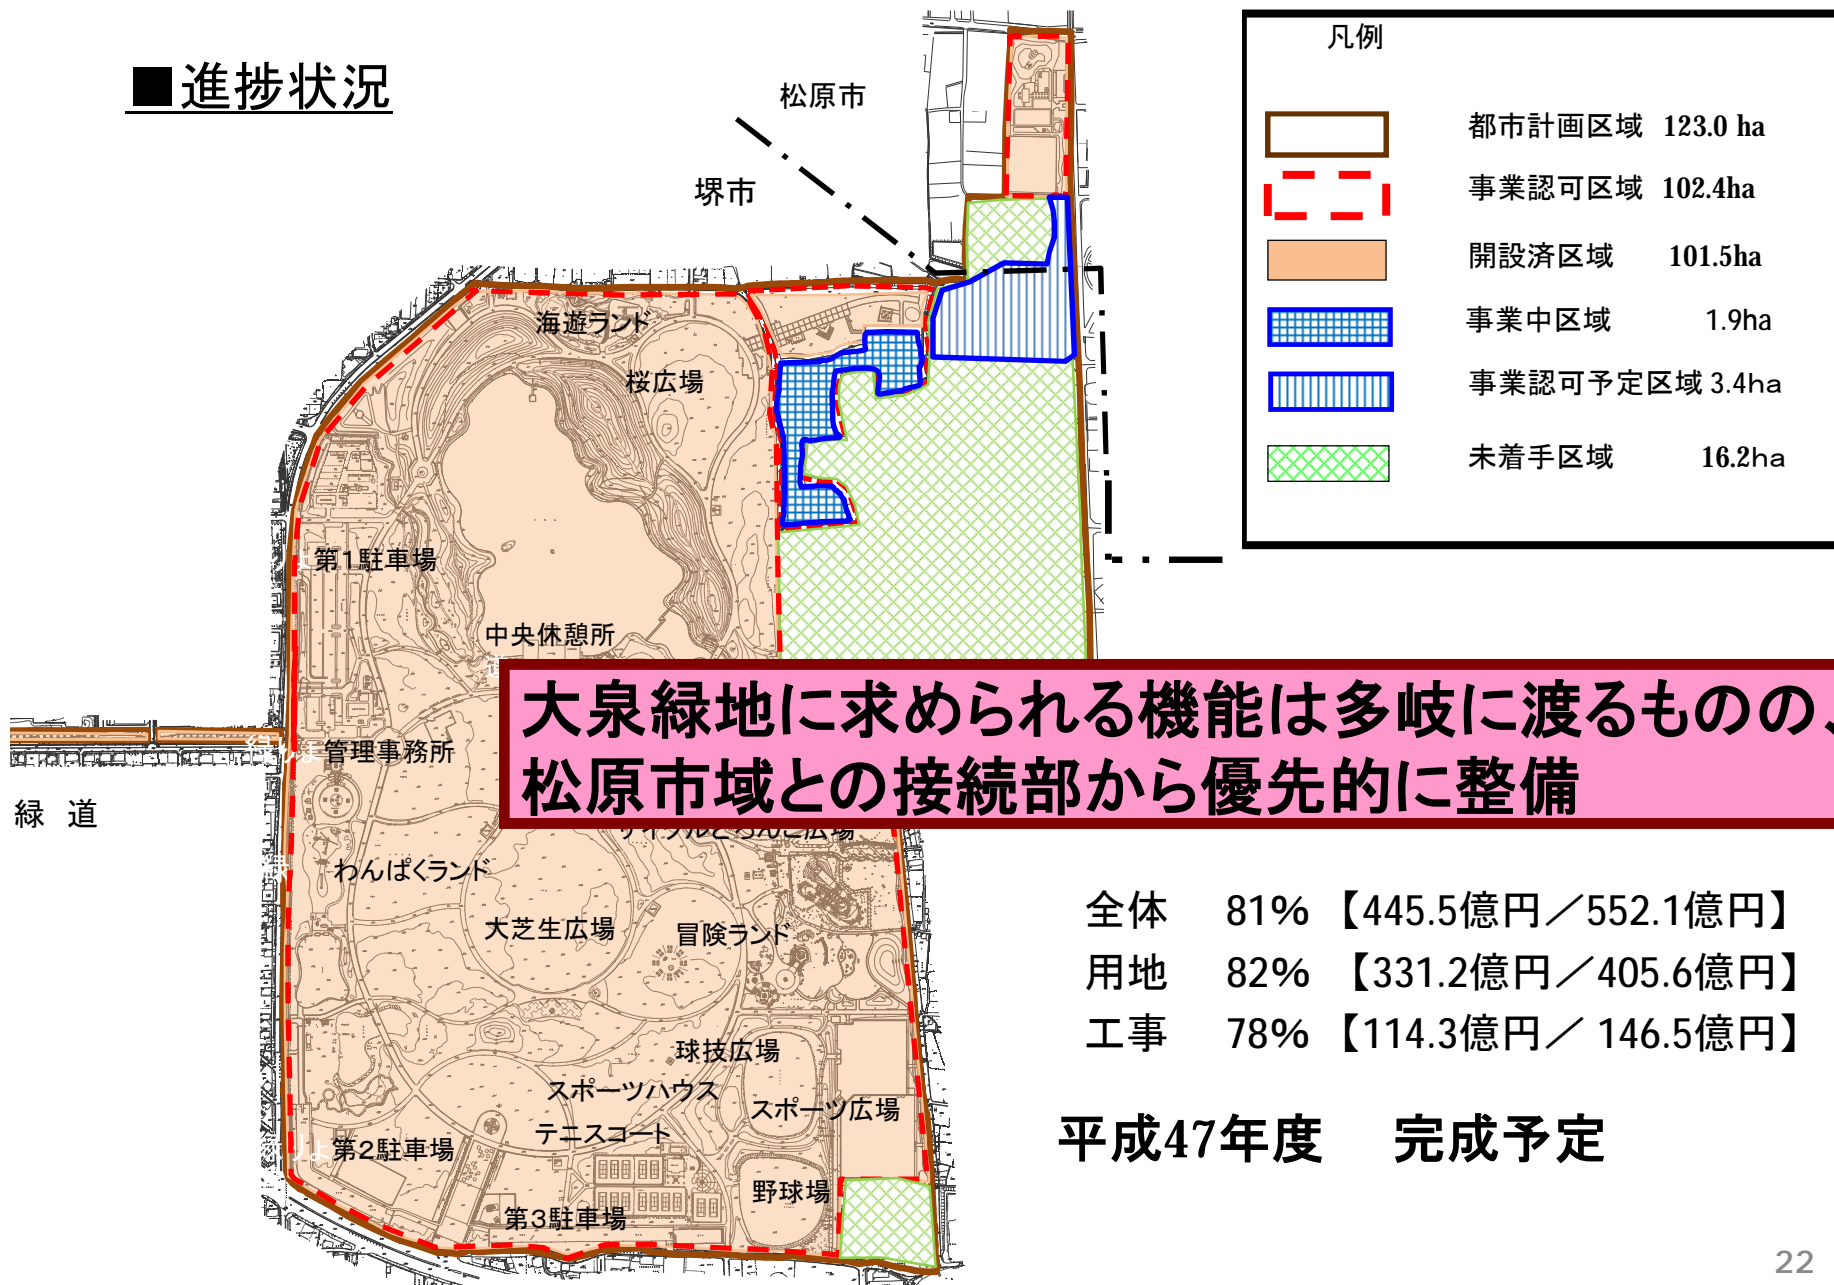 ■進捗状況
松原市
堺市
凡例
都市計画区域 123.0 ha
事業認可区域 102.4ha
開設済区域 101.5ha
事業中区域 1.9ha
事業認可予定区域 3.4ha
未着手区域 16.2ha
海遊ランド
桜広場
第1駐車場
中央休憩所
大泉緑地に求められる機能は多岐に渡るものの、
松原市域との接続部から優先的に整備
管理事務所
緑 道
わんぱくランド
大芝生広場
冒険ランド
全体 81% 【445.5億円／552.1億円】
用地 82% 【331.2億円／405.6億円】
工事 78% 【114.3億円／ 146.5億円】
球技広場
スポーツハウス
スポーツ広場
テニスコート
第2駐車場
平成47年度 完成予定
野球場
第3駐車場
22